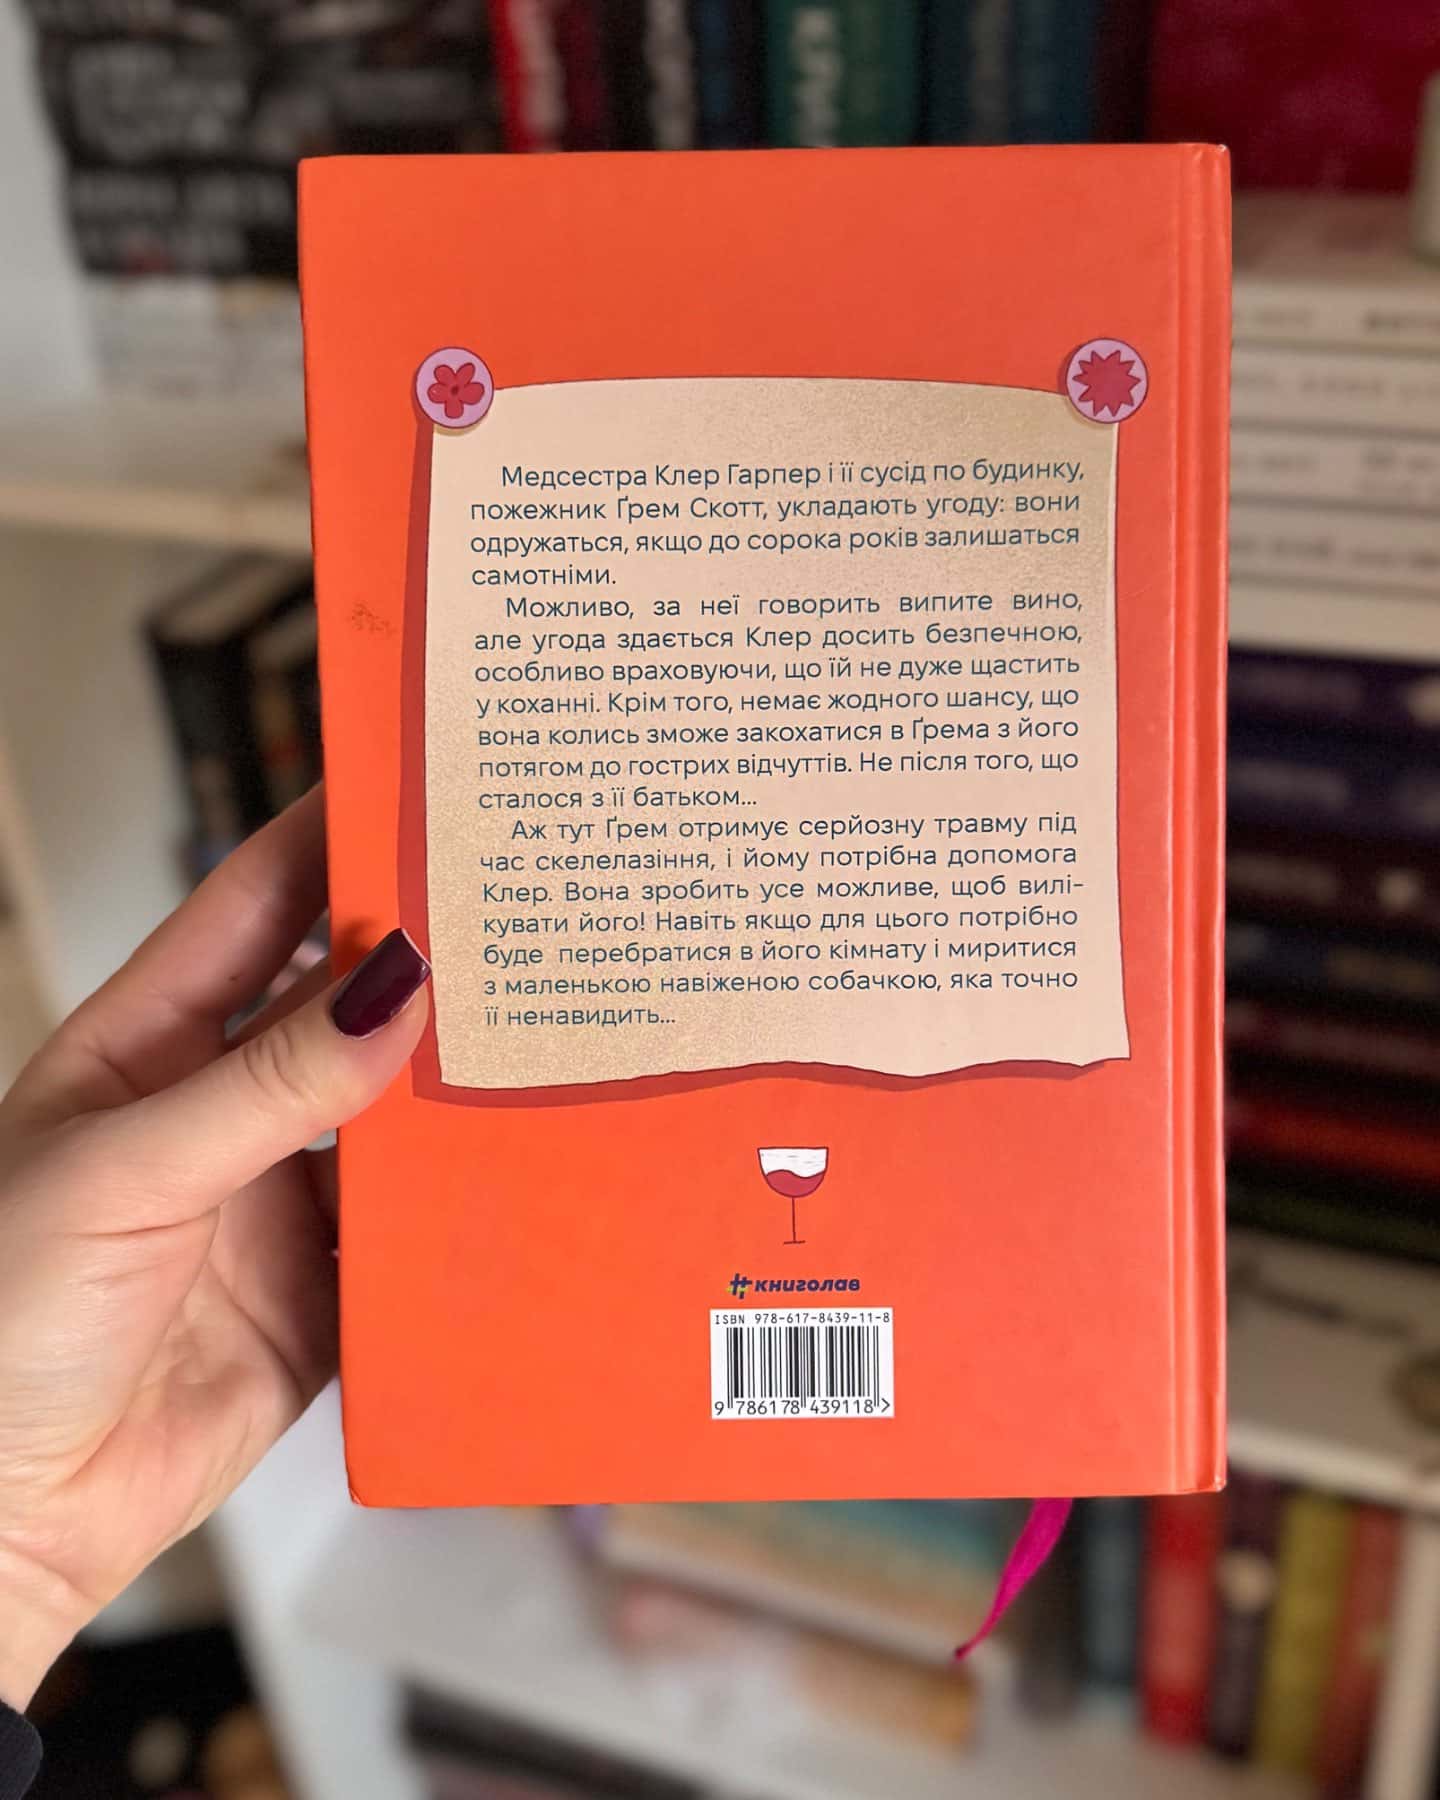 Медсестра Клер Гарпер і її сусід по будинку,
пожежник Ґрем Скотт, укладають угоду: вони
одружаться, якщо до сорока років залишаться
самотніми.
Можливо, за неї говорить випите вино,
але угода здається Клер досить безпечною,
особливо враховуючи, що їй не дуже щастить
у коханні. Крім того, немає жодного шансу, що
вона колись зможе закохатися в Ґрема з його
потягом до гострих відчуттів. Не після того, що
сталося з її батьком...
Аж тут Ґрем отримує серйозну травму під
час скелелазіння, і йому потрібна допомога
Клер. Вона зробить усе можливе, щоб вилі-
кувати його! Навіть якщо для цього потрібно
буде перебратися в його кімнату і миритися
з маленькою навіженою собачкою, яка точно
її ненавидить...
#книголав
ISBN 978-617-8439-11-8
9 786178 439118 >